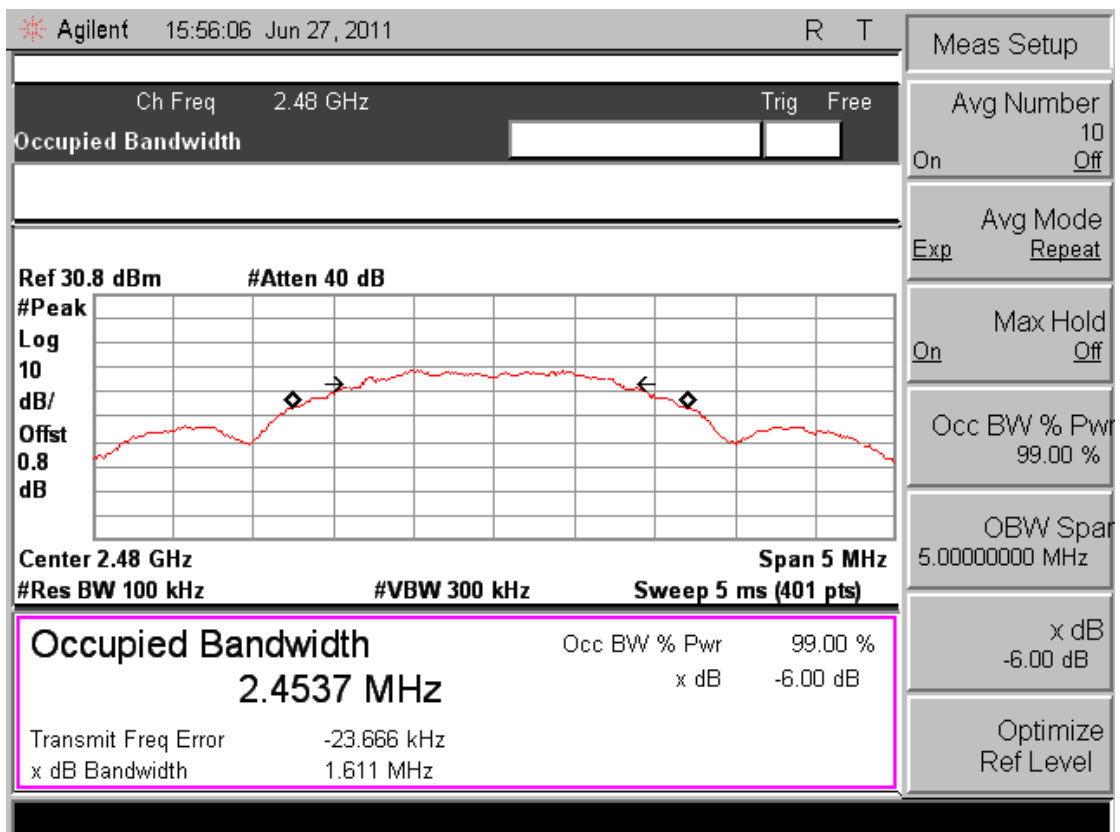 Agilent 15:56:06 Jun 27, 2011 R T
Ch Freq 2.48 GHz Trig Free
Occupied Bandwidth
Ref 30.8 dBm #Atten 40 dB
#Peak
Log
10
dB/
Offst
0.8
dB
Center 2.48 GHz Span 5 MHz
#Res BW 100 kHz #VBW 300 kHz Sweep 5 ms (401 pts)
Occupied Bandwidth
2.4537 MHz
Occ BW % Pwr 99.00 %
x dB -6.00 dB
Transmit Freq Error -23.666 kHz
x dB Bandwidth 1.611 MHz
Meas Setup
Avg Number
10
On Off
Avg Mode
Exp Repeat
Max Hold
On Off
Occ BW % Pwr
99.00 %
OBW Span
5.00000000 MHz
x dB
-6.00 dB
Optimize
Ref Level